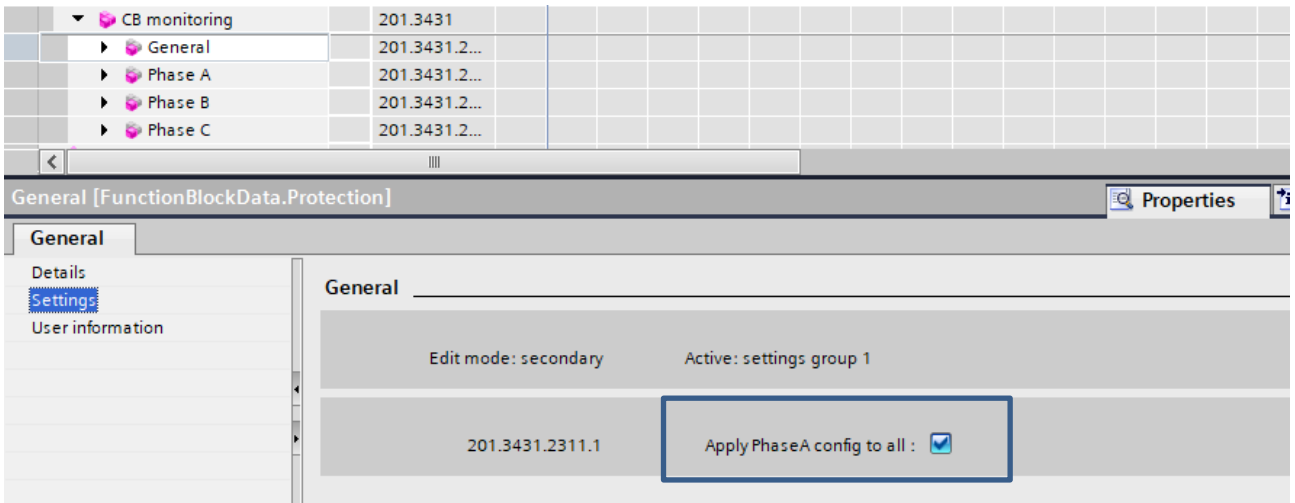 CB monitoring 201.3431
General 201.3431.2...
Phase A 201.3431.2...
Phase B 201.3431.2...
Phase C 201.3431.2...
General [FunctionBlockData.Protection] Properties
General
Details
Settings
User information
General
Edit mode: secondary Active: settings group 1
201.3431.2311.1 Apply PhaseA config to all :